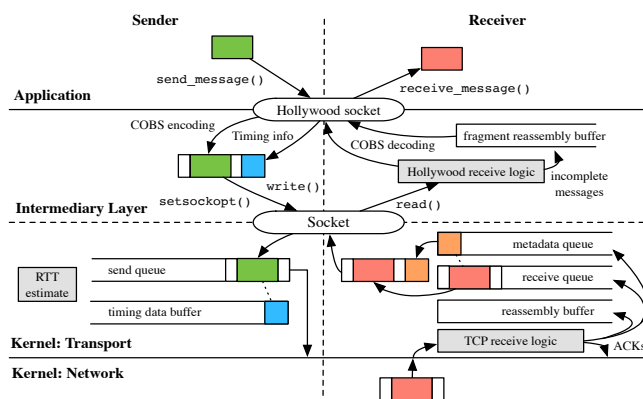 Sender
Receiver
send_message()
receive_message()
Application
Hollywood socket
COBS encoding
Timing info
COBS decoding
fragment reassembly buffer
Hollywood receive logic
incomplete
messages
write()
setsockopt()
read()
Intermediary Layer
Socket
metadata queue
RTT
estimate
send queue
receive queue
timing data buffer
reassembly buffer
Kernel: Transport
TCP receive logic
ACKs
Kernel: Network